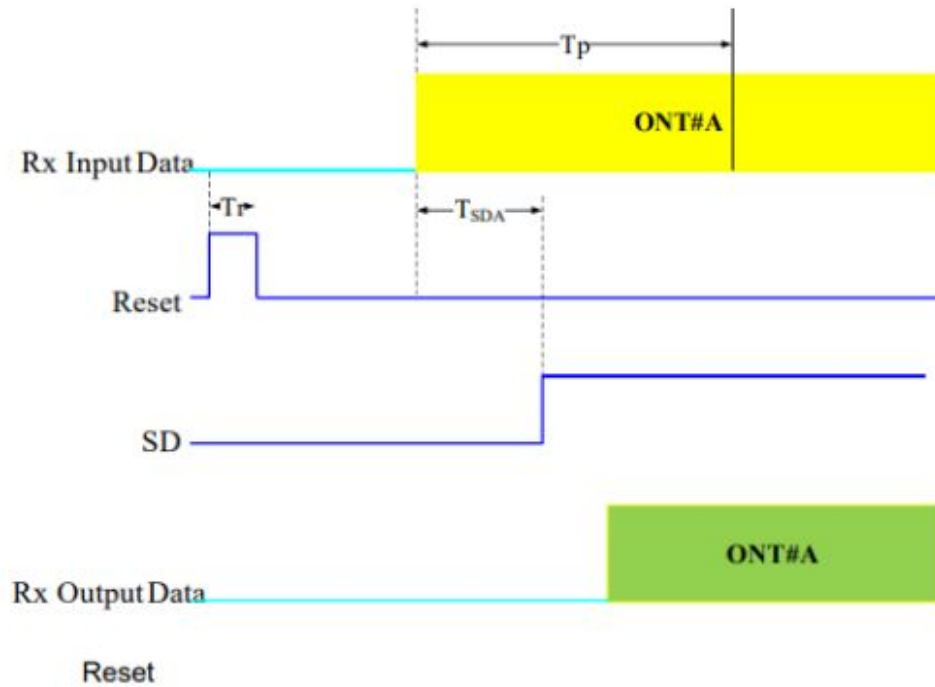 Tp
ONT#A
Rx Input Data
Tr
TSDA
Reset
SD
ONT#A
Rx Output Data
Reset